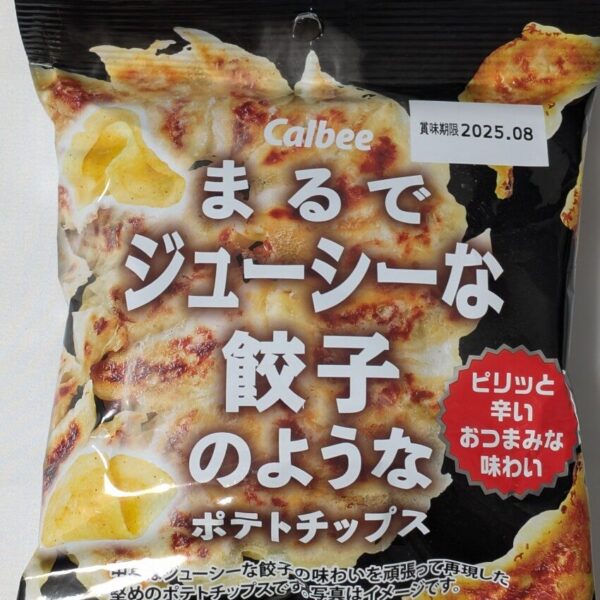 Calbee
賞味期限 2025.08
まるで
ジューシーな
餃子
のような
ポテトチップス
ピリッと
辛い
おつまみな
味わい
ジューシーな餃子の味わいを頑張って再現した
堅めのポテトチップスです。写真はイメージです。